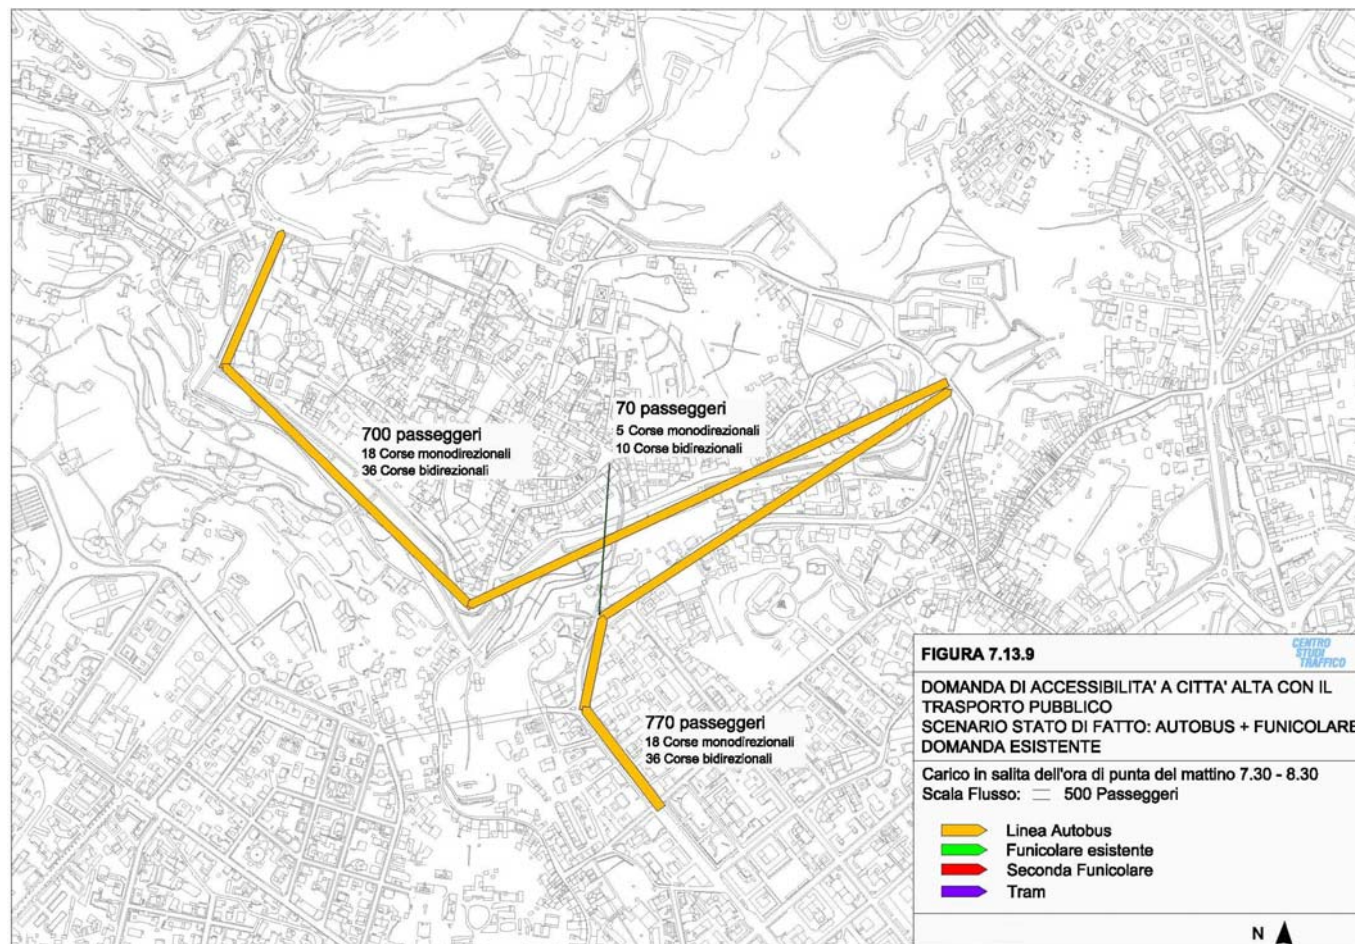 70 passeggeri
5 Corse monodirezionali
10 Corse bidirezionali
700 passeggeri
18 Corse monodirezionali
36 Corse bidirezionali
770 passeggeri
18 Corse monodirezionali
36 Corse bidirezionali
FIGURA 7.13.9
CENTRO
STUDI
TRAFFICO
DOMANDA DI ACCESSIBILITA' A CITTA' ALTA CON IL
TRASPORTO PUBBLICO
SCENARIO STATO DI FATTO: AUTOBUS + FUNICOLARE
DOMANDA ESISTENTE
Carico in salita dell'ora di punta del mattino 7.30 - 8.30
Scala Flusso: 500 Passeggeri
Linea Autobus
Funicolare esistente
Seconda Funicolare
Tram
N